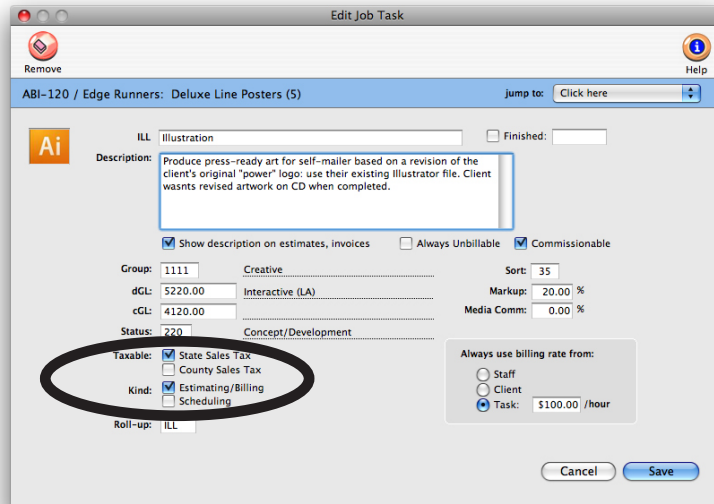 Edit Job Task
Remove
Help
ABI-120 / Edge Runners: Deluxe Line Posters (5)
jump to: Click here
Ai
ILL Illustration
Finished:
Description: Produce press-ready art for self-mailer based on a revision of the
client's original "power" logo: use their existing Illustrator file. Client
wasnts revised artwork on CD when completed.
Show description on estimates, invoices Always Unbillable Commissionable
Group: 1111 Creative Sort: 35
dGL: 5220.00 Interactive (LA) Markup: 20.00 %
cGL: 4120.00 Media Comm: 0.00 %
Status: 220 Concept/Development
Taxable: State Sales Tax
County Sales Tax
Kind: Estimating/Billing
Scheduling
Roll-up: ILL
Always use billing rate from:
Staff
Client
Task: $100.00 /hour
Cancel Save